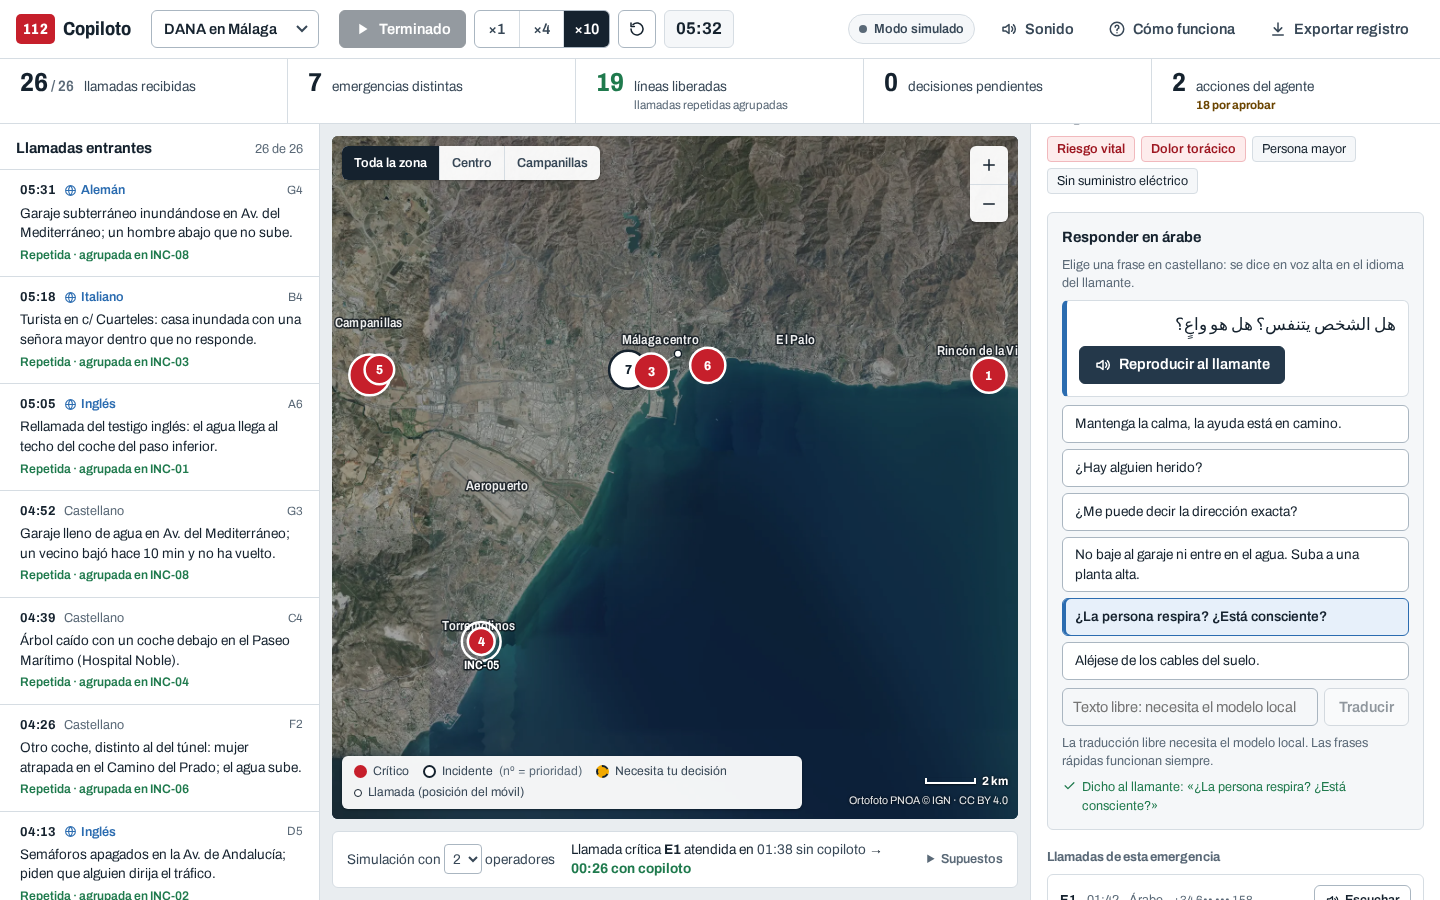 112 Copiloto
DANA en Málaga
Terminado
×1 ×4 ×10
05:32
Modo simulado
Sonido
Cómo funciona
Exportar registro
26 / 26 llamadas recibidas
7 emergencias distintas
19 líneas liberadas
llamadas repetidas agrupadas
0 decisiones pendientes
2 acciones del agente
18 por aprobar
Llamadas entrantes 26 de 26
05:31 Alemán G4
Garaje subterráneo inundándose en Av. del
Mediterráneo; un hombre abajo que no sube.
Repetida · agrupada en INC-08
05:18 Italiano B4
Turista en c/ Cuarteles: casa inundada con una
señora mayor dentro que no responde.
Repetida · agrupada en INC-03
05:05 Inglés A6
Rellamada del testigo inglés: el agua llega al
techo del coche del paso inferior.
Repetida · agrupada en INC-01
04:52 Castellano G3
Garaje lleno de agua en Av. del Mediterráneo;
un vecino bajó hace 10 min y no ha vuelto.
Repetida · agrupada en INC-08
04:39 Castellano C4
Árbol caído con un coche debajo en el Paseo
Marítimo (Hospital Noble).
Repetida · agrupada en INC-04
04:26 Castellano F2
Otro coche, distinto al del túnel: mujer
atrapada en el Camino del Prado; el agua sube.
Repetida · agrupada en INC-06
04:13 Inglés D5
Semáforos apagados en la Av. de Andalucía;
piden que alguien dirija el tráfico.
Repetida · agrupada en INC-02
Toda la zona Centro Campanillas
+
−
Campanillas
5
Málaga centro
7
3
6
El Palo
Rincón de la Vi
1
Aeropuerto
Torremolinos
4
INC-05
Crítico Incidente (nº = prioridad) Necesita tu decisión
Llamada (posición del móvil)
2 km
Ortofoto PNOA © IGN · CC BY 4.0
Simulación con 2 operadores
Llamada crítica E1 atendida en 01:38 sin copiloto →
00:26 con copiloto
Supuestos
Riesgo vital Dolor torácico Persona mayor
Sin suministro eléctrico
Responder en árabe
Elige una frase en castellano: se dice en voz alta en el idioma
del llamante.
هل الشخص يتنفس؟ هل هو واعٍ؟
Reproducir al llamante
Mantenga la calma, la ayuda está en camino.
¿Hay alguien herido?
¿Me puede decir la dirección exacta?
No baje al garaje ni entre en el agua. Suba a una
planta alta.
¿La persona respira? ¿Está consciente?
Aléjese de los cables del suelo.
Texto libre: necesita el modelo local Traducir
La traducción libre necesita el modelo local. Las frases
rápidas funcionan siempre.
Dicho al llamante: «¿La persona respira? ¿Está
consciente?»
Llamadas de esta emergencia
E1 01:42 Árabe +34 6•• ••• 158 Escuchar